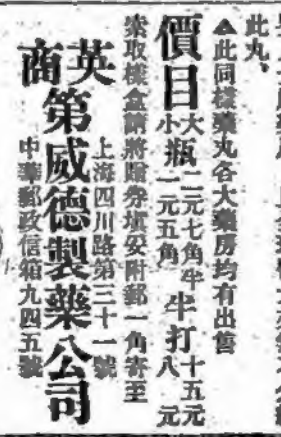 此丸、
▲此同樣藥丸各大藥房均有出售
價目
大瓶二元七角半 半打十五元
小瓶一元五角 半打八元
索取樣盒請將贈券填妥附郵一角寄至
英商第威德製藥公司
上海四川路第三十一號
中華郵政信箱九四五號